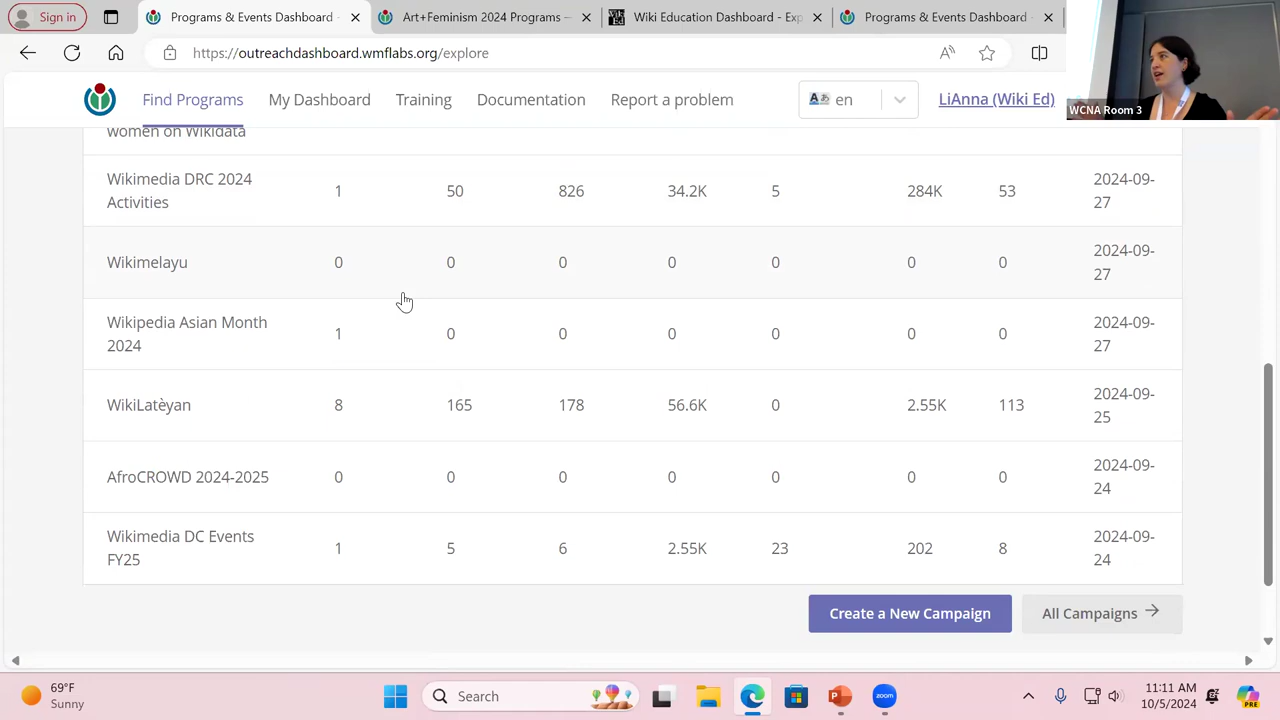 Sign in
Programs & Events Dashboard
Art+Feminism 2024 Programs –
Wiki Education Dashboard - Exp
Programs & Events Dashboard
https://outreachdashboard.wmflabs.org/explore
Find Programs My Dashboard Training Documentation Report a problem en LiAnna (Wiki Ed)
WCNA Room 3
women on Wikidata
Wikimedia DRC 2024 Activities 1 50 826 34.2K 5 284K 53 2024-09-27
Wikimelayu 0 0 0 0 0 0 0 2024-09-27
Wikipedia Asian Month 2024 1 0 0 0 0 0 0 2024-09-27
WikiLatèyan 8 165 178 56.6K 0 2.55K 113 2024-09-25
AfroCROWD 2024-2025 0 0 0 0 0 0 0 2024-09-24
Wikimedia DC Events FY25 1 5 6 2.55K 23 202 8 2024-09-24
Create a New Campaign All Campaigns
69°F
Sunny
Search
zoom
11:11 AM
10/5/2024
PRE